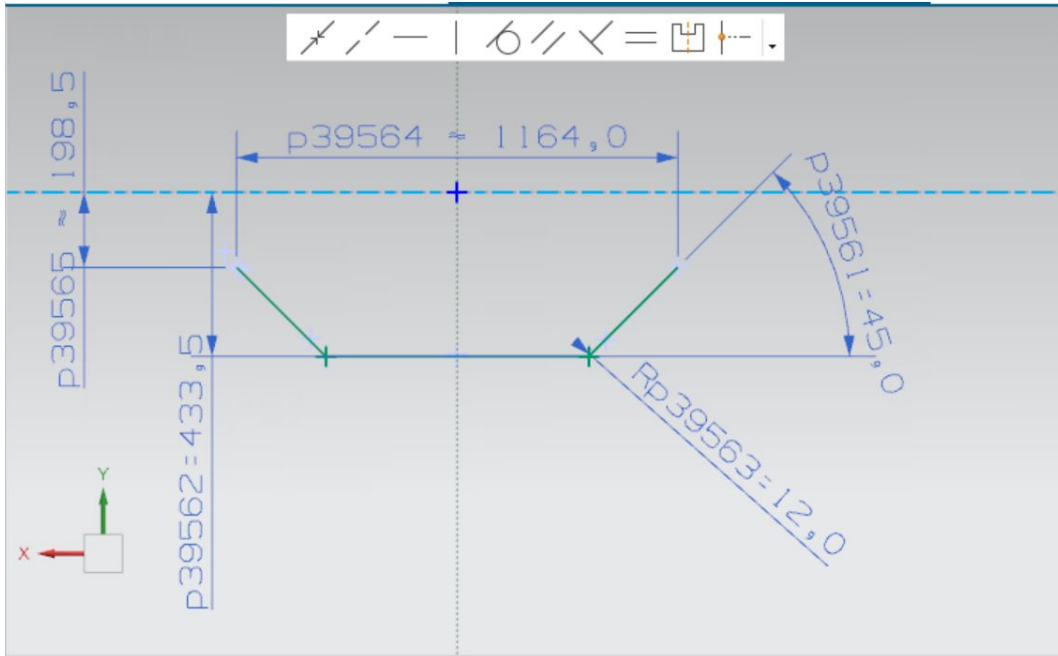 p39564 ≈ 1164,0
p39565 ≈ 198,5
p39561=45,0
p39562=433,5
Rp39563=12,0
Y
X